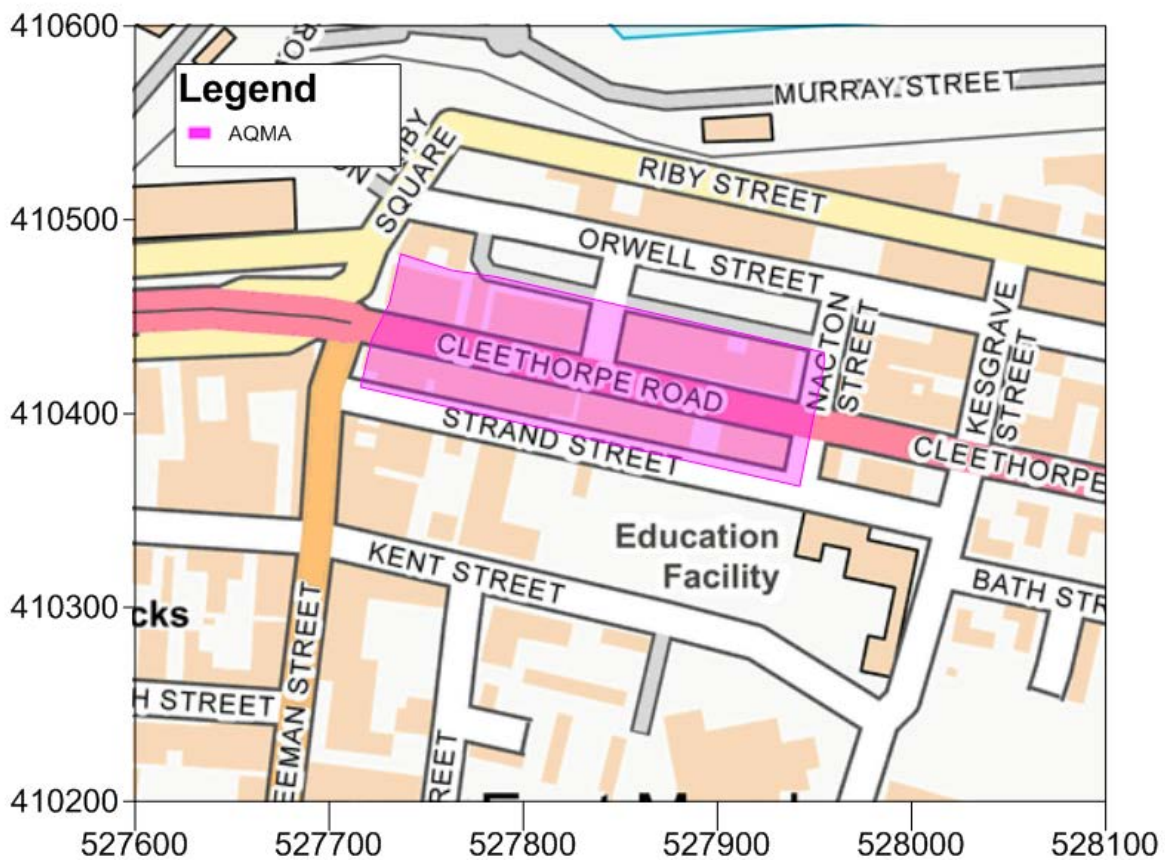 410600
410500
410400
410300
410200
527600
527700
527800
527900
528000
528100
Legend
AQMA
MURRAY STREET
RIBY
SQUARE
RIBY STREET
ORWELL STREET
NACTON
STREET
KESGRAVE
STREET
CLEETHORPE ROAD
CLEETHORPE
STRAND STREET
Education
Facility
KENT STREET
BATH STR
cks
H STREET
EEMAN STREET
REET